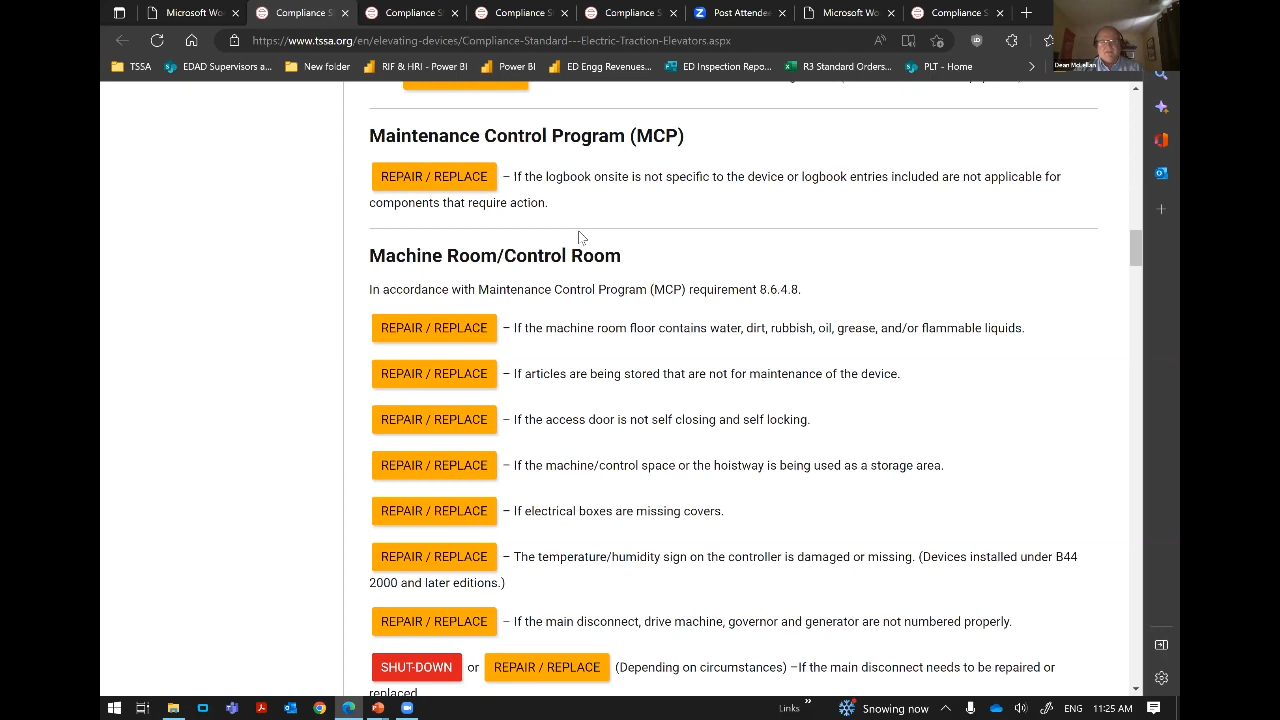 Microsoft Wo
Compliance S
Compliance S
Compliance S
Compliance S
Post Attende
Microsoft Wo
Compliance S
https://www.tssa.org/en/elevating-devices/Compliance-Standard---Electric-Traction-Elevators.aspx
TSSA
EDAD Supervisors a...
New folder
RIF & HRI - Power BI
Power BI
ED Engg Revenue...
ED Inspection Repo...
R3 Standard Orders...
PLT - Home
Dean McLellan
Maintenance Control Program (MCP)
REPAIR / REPLACE – If the logbook onsite is not specific to the device or logbook entries included are not applicable for
components that require action.
Machine Room/Control Room
In accordance with Maintenance Control Program (MCP) requirement 8.6.4.8.
REPAIR / REPLACE – If the machine room floor contains water, dirt, rubbish, oil, grease, and/or flammable liquids.
REPAIR / REPLACE – If articles are being stored that are not for maintenance of the device.
REPAIR / REPLACE – If the access door is not self closing and self locking.
REPAIR / REPLACE – If the machine/control space or the hoistway is being used as a storage area.
REPAIR / REPLACE – If electrical boxes are missing covers.
REPAIR / REPLACE – The temperature/humidity sign on the controller is damaged or missing. (Devices installed under B44
2000 and later editions.)
REPAIR / REPLACE – If the main disconnect, drive machine, governor and generator are not numbered properly.
SHUT-DOWN or REPAIR / REPLACE (Depending on circumstances) –If the main disconnect needs to be repaired or
replaced
Links
Snowing now
ENG
11:25 AM